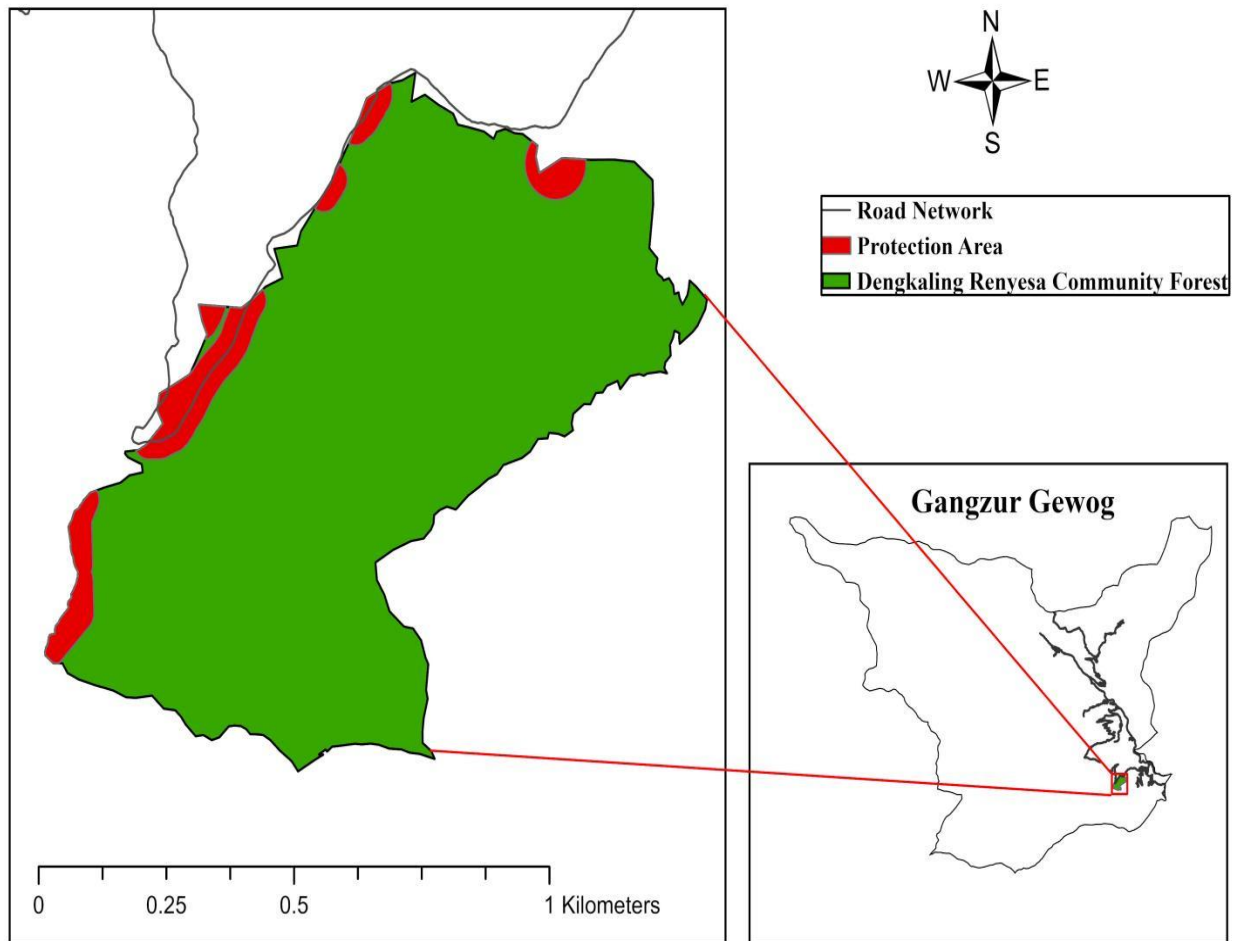 N
W E
S
Road Network
Protection Area
Dengkaling Renyesa Community Forest
Gangzur Gewog
0 0.25 0.5 1 Kilometers